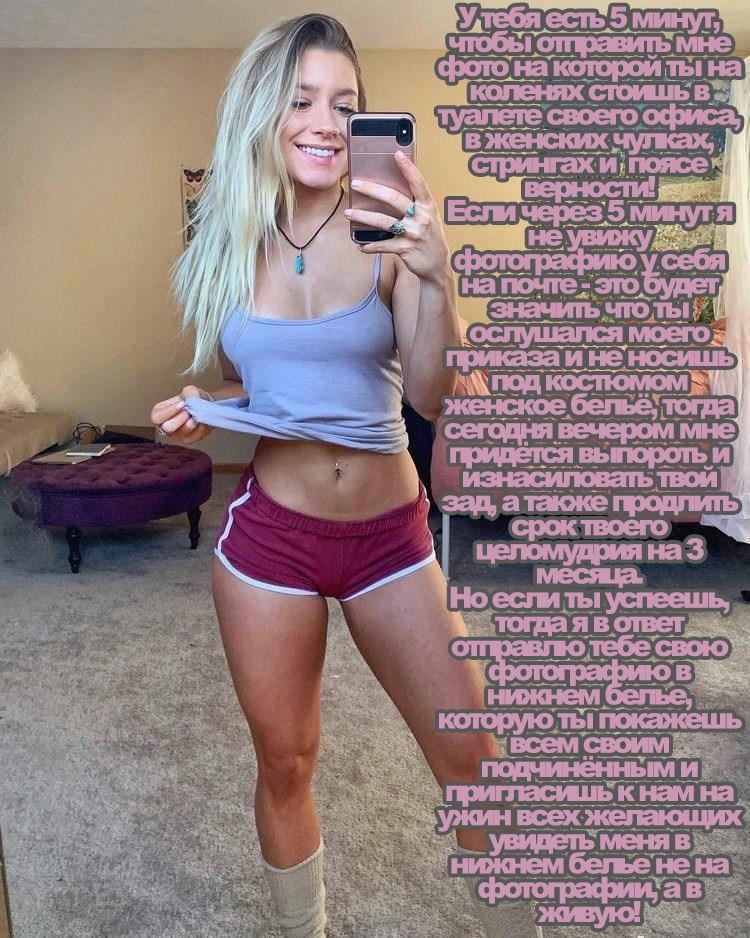 У тебя есть 5 минут,
чтобы отправить мне
фото на которой ты на
коленях стоишь в
туалете своего офиса,
в женских чулках,
стрингах и поясе
верности!
Если через 5 минут я
не увижу
фотографию у себя
на почте - это будет
значить что ты
ослушался моего
приказа и не носишь
под костюмом
женское бельё, тогда
сегодня вечером мне
придётся выпороть и
изнасиловать твой
зад, а также продлить
срок твоего
целомудрия на 3
месяца.
Но если ты успеешь,
тогда я в ответ
отправлю тебе свою
фотографию в
нижнем белье,
которую ты покажешь
всем своим
подчинённым и
пригласишь к нам на
ужин всех желающих
увидеть меня в
нижнем белье не на
фотографии, а в
живую!